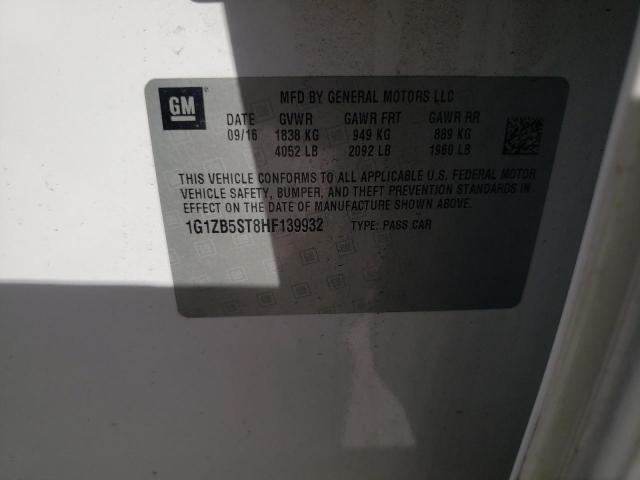 GM
MFD BY GENERAL MOTORS LLC
DATE GVWR GAWR FRT GAWR RR
09/16 1838 KG 949 KG 889 KG
4052 LB 2092 LB 1960 LB
THIS VEHICLE CONFORMS TO ALL APPLICABLE U.S. FEDERAL MOTOR
VEHICLE SAFETY, BUMPER, AND THEFT PREVENTION STANDARDS IN
EFFECT ON THE DATE OF MANUFACTURE SHOWN ABOVE.
1G1ZB5ST8HF139932 TYPE: PASS CAR